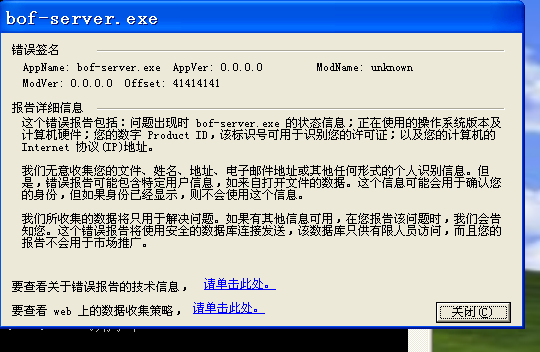 bof-server.exe
错误签名
AppName: bof-server.exe AppVer: 0.0.0.0 ModName: unknown
ModVer: 0.0.0.0 Offset: 41414141
报告详细信息
这个错误报告包括：问题出现时 bof-server.exe 的状态信息；正在使用的操作系统版本及
计算机硬件；您的数字 Product ID，该标识号可用于识别您的许可证；以及您的计算机的
Internet 协议(IP)地址。
我们无意收集您的文件、姓名、地址、电子邮件地址或其他任何形式的个人识别信息。但
是，错误报告可能包含特定用户信息，如来自打开文件的数据。这个信息可能会用于确认您
的身份，但如果身份已经显示，则不会使用这个信息。
我们所收集的数据将只用于解决问题。如果有其他信息可用，在您报告该问题时，我们会告
知您。这个错误报告将使用安全的数据库连接发送，该数据库只供有限人员访问，而且您的
报告不会用于市场推广。
要查看关于错误报告的技术信息， 请单击此处。
要查看 web 上的数据收集策略， 请单击此处。
关闭(C)